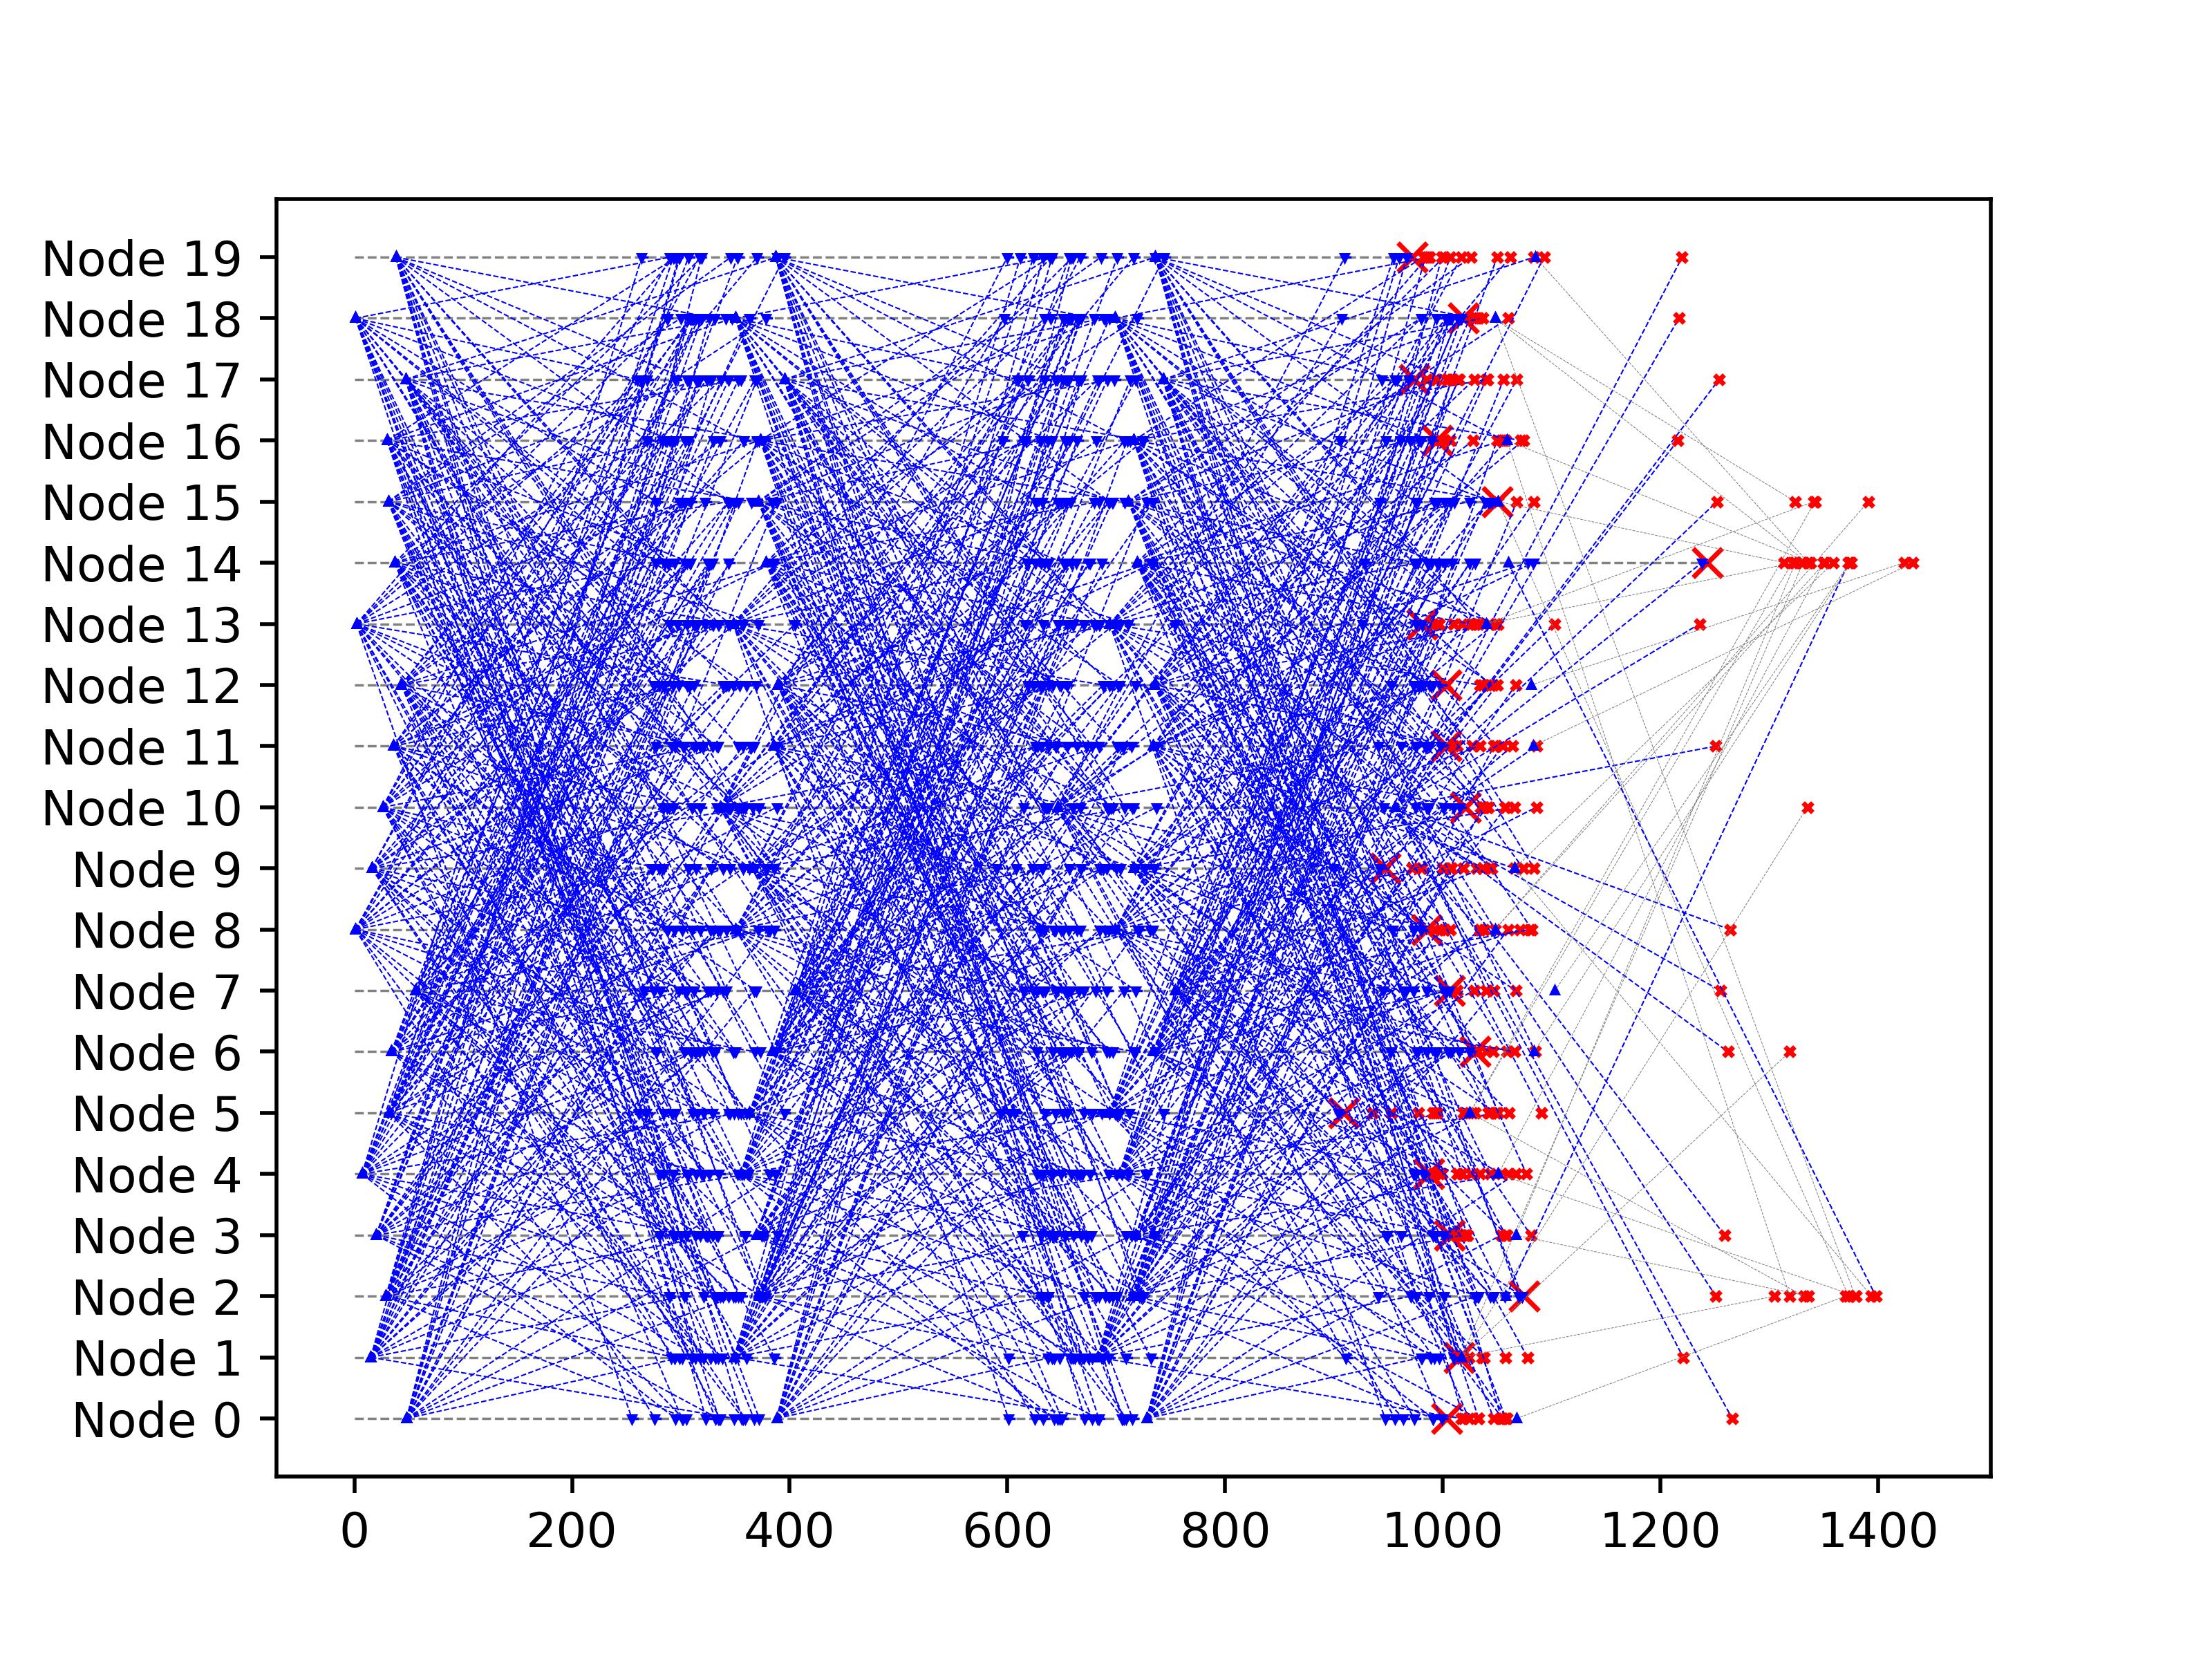 Node 19
Node 18
Node 17
Node 16
Node 15
Node 14
Node 13
Node 12
Node 11
Node 10
Node 9
Node 8
Node 7
Node 6
Node 5
Node 4
Node 3
Node 2
Node 1
Node 0
0 200 400 600 800 1000 1200 1400